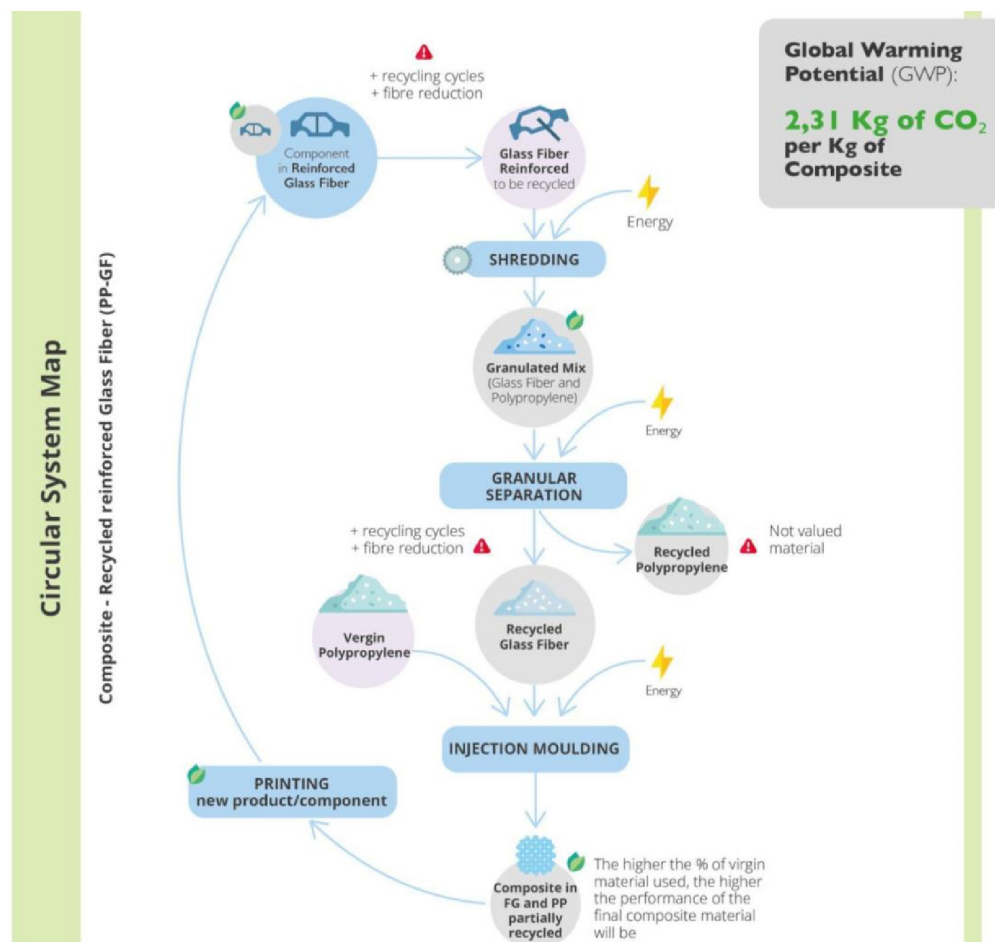 Circular System Map
Composite - Recycled reinforced Glass Fiber (PP-GF)
Global Warming
Potential (GWP):
2,31 Kg of CO2
per Kg of
Composite
+ recycling cycles
+ fibre reduction
Component
in Reinforced
Glass Fiber
Glass Fiber
Reinforced
to be recycled
Energy
SHREDDING
Granulated Mix
(Glass Fiber and
Polypropylene)
Energy
GRANULAR
SEPARATION
+ recycling cycles
+ fibre reduction
Recycled
Polypropylene
Not valued
material
Vergin
Polypropylene
Recycled
Glass Fiber
Energy
INJECTION MOULDING
PRINTING
new product/component
Composite in
FG and PP
partially
recycled
The higher the % of virgin
material used, the higher
the performance of the
final composite material
will be